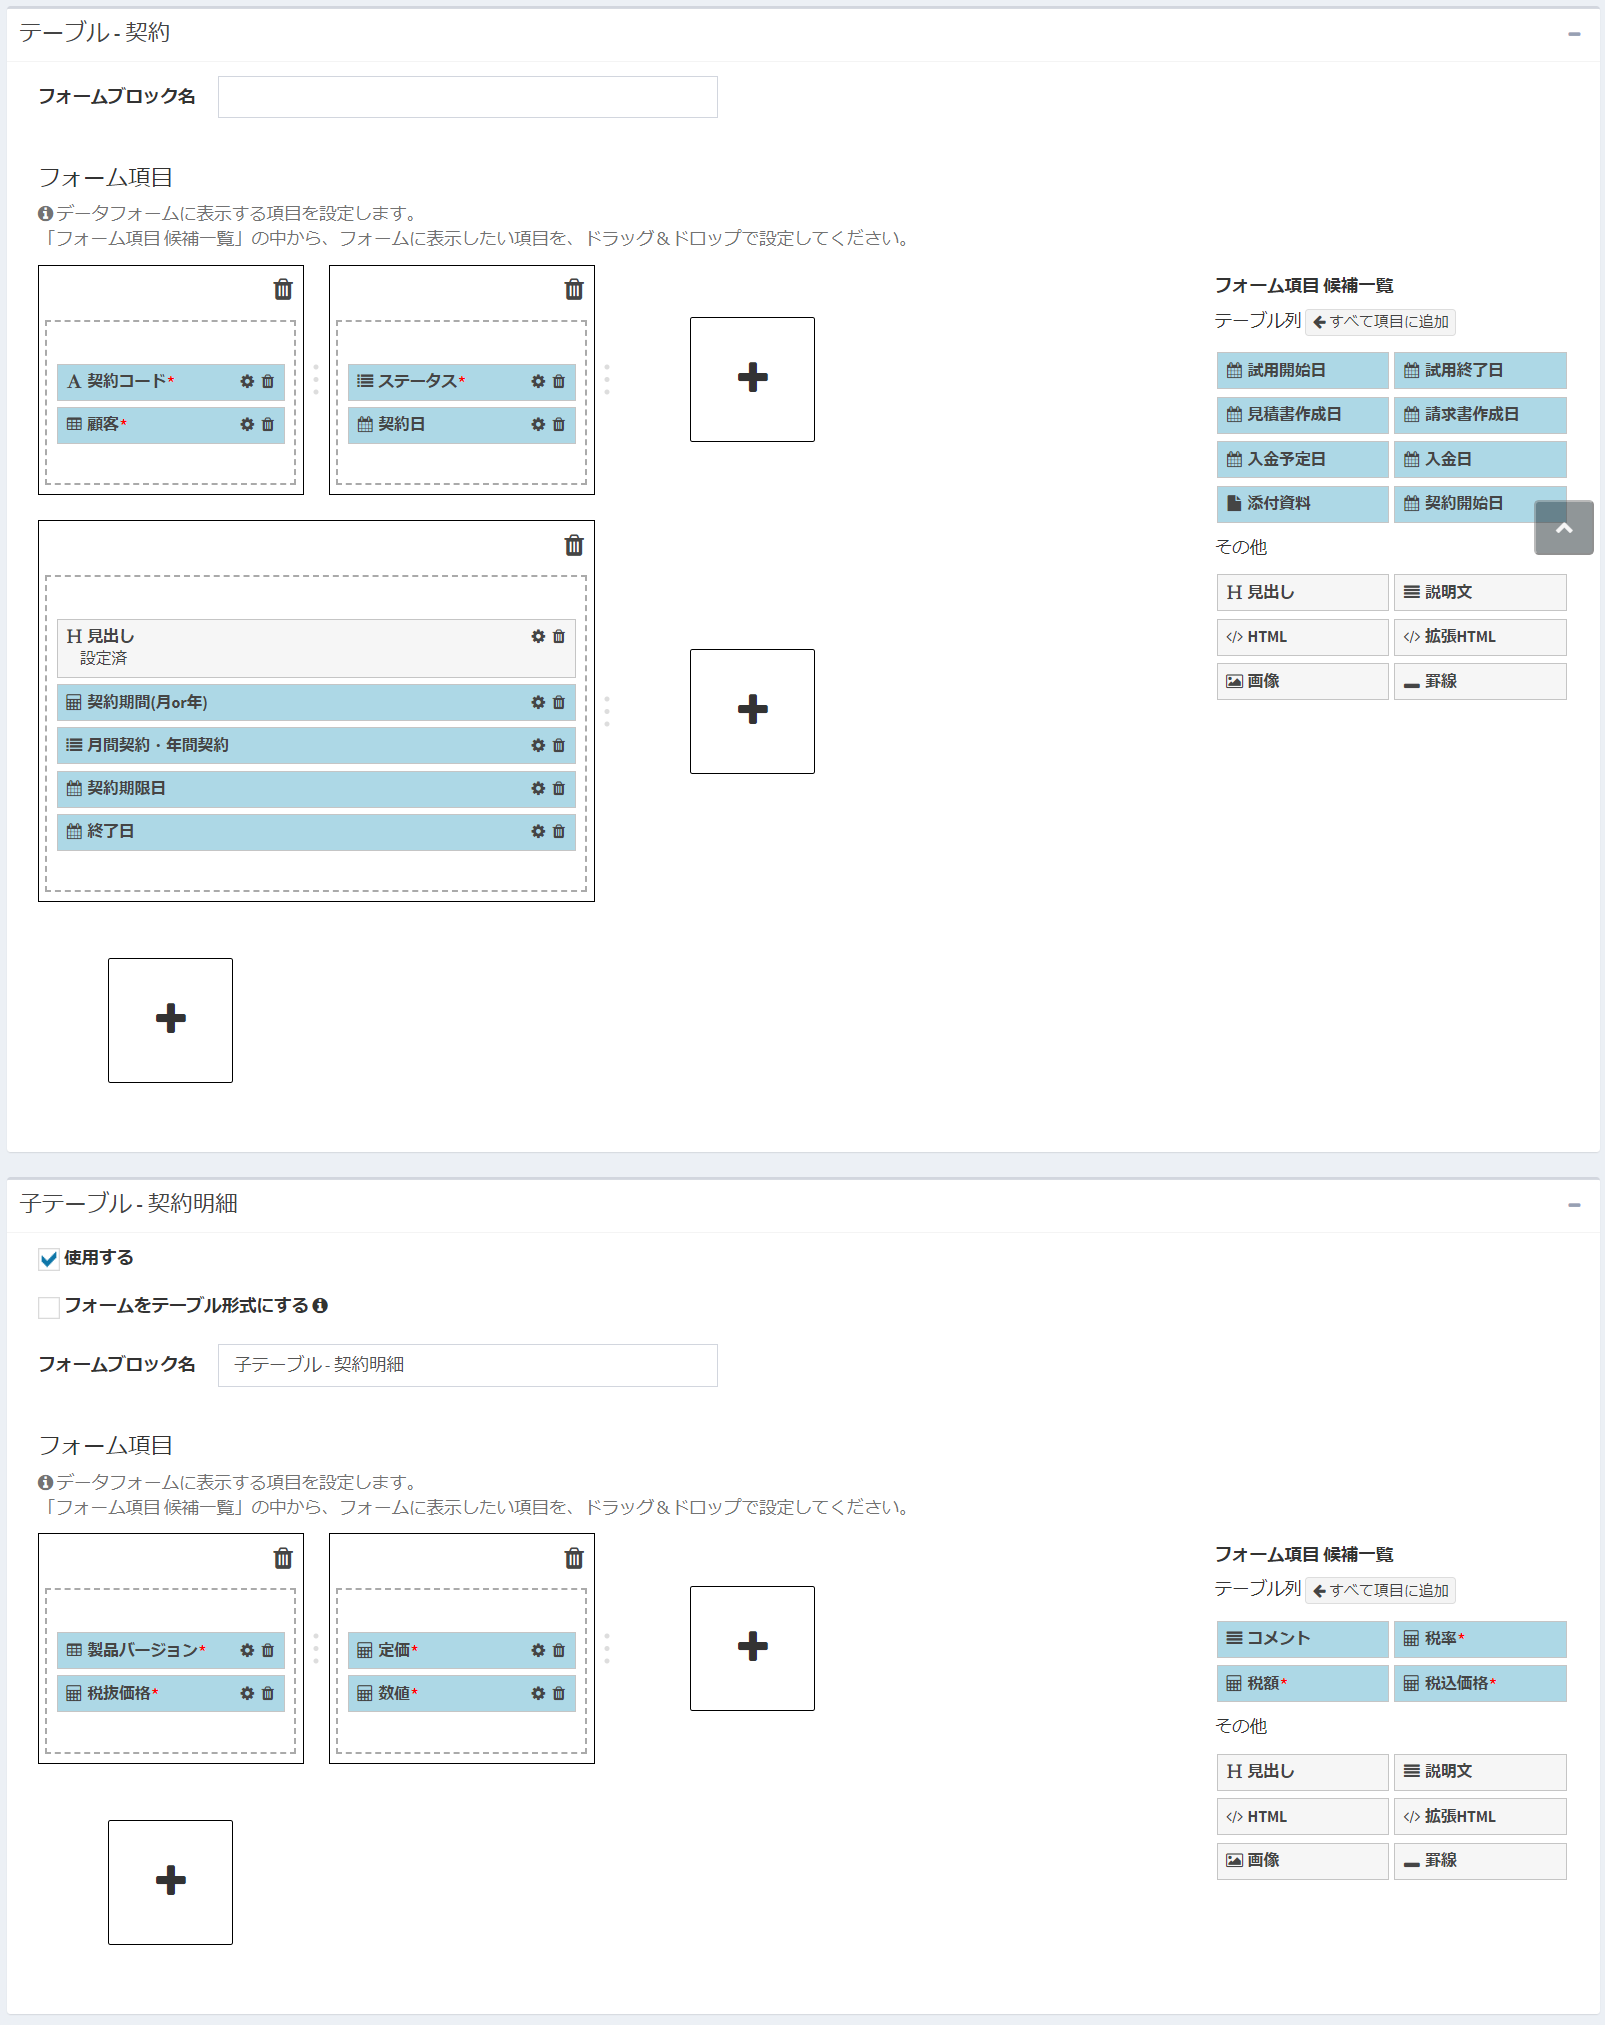 テーブル - 契約
フォームブロック名
フォーム項目
データフォームに表示する項目を設定します。
「フォーム項目 候補一覧」の中から、フォームに表示したい項目を、ドラッグ＆ドロップで設定してください。
契約コード*
顧客*
ステータス*
契約日
見出し
設定済
契約期間(月or年)
月間契約・年間契約
契約期限日
終了日
フォーム項目 候補一覧
テーブル列 すべて項目に追加
試用開始日 試用終了日
見積書作成日 請求書作成日
入金予定日 入金日
添付資料 契約開始日
その他
H 見出し 説明文
</> HTML </> 拡張HTML
画像 罫線
子テーブル - 契約明細
使用する
フォームをテーブル形式にする
フォームブロック名 子テーブル - 契約明細
フォーム項目
データフォームに表示する項目を設定します。
「フォーム項目 候補一覧」の中から、フォームに表示したい項目を、ドラッグ＆ドロップで設定してください。
製品バージョン*
税抜価格*
定価*
数値*
フォーム項目 候補一覧
テーブル列 すべて項目に追加
コメント 税率*
税額* 税込価格*
その他
H 見出し 説明文
</> HTML </> 拡張HTML
画像 罫線